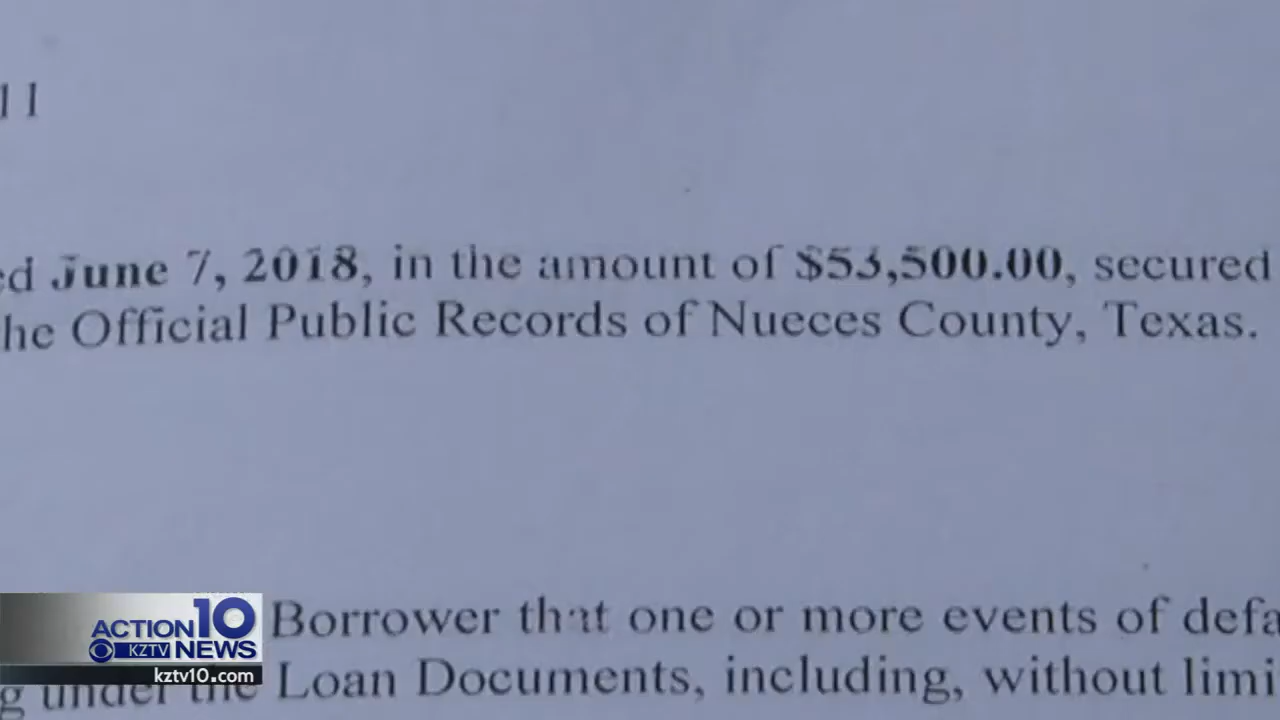 11
ed June 7, 2018, in the amount of $53,500.00, secured
he Official Public Records of Nueces County, Texas.
Borrower that one or more events of defa
g under the Loan Documents, including, without limi
ACTION 10
KZTV NEWS
kztv10.com